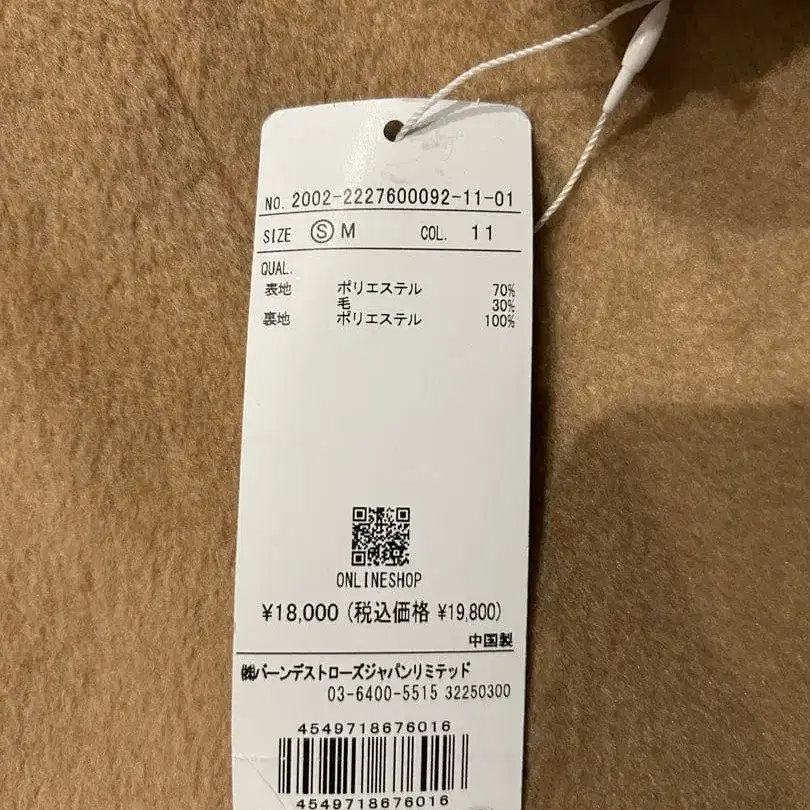 NO. 2002-2227600092-11-01
SIZE Ⓢ M COL. 11
QUAL.
表地 ポリエステル 70%
毛 30%
裏地 ポリエステル 100%
ONLINESHOP
¥18,000 (税込価格 ¥19,800)
中国製
㈱バーンデストローズジャパンリミテッド
03-6400-5515 32250300
4549718676016
4549718676016